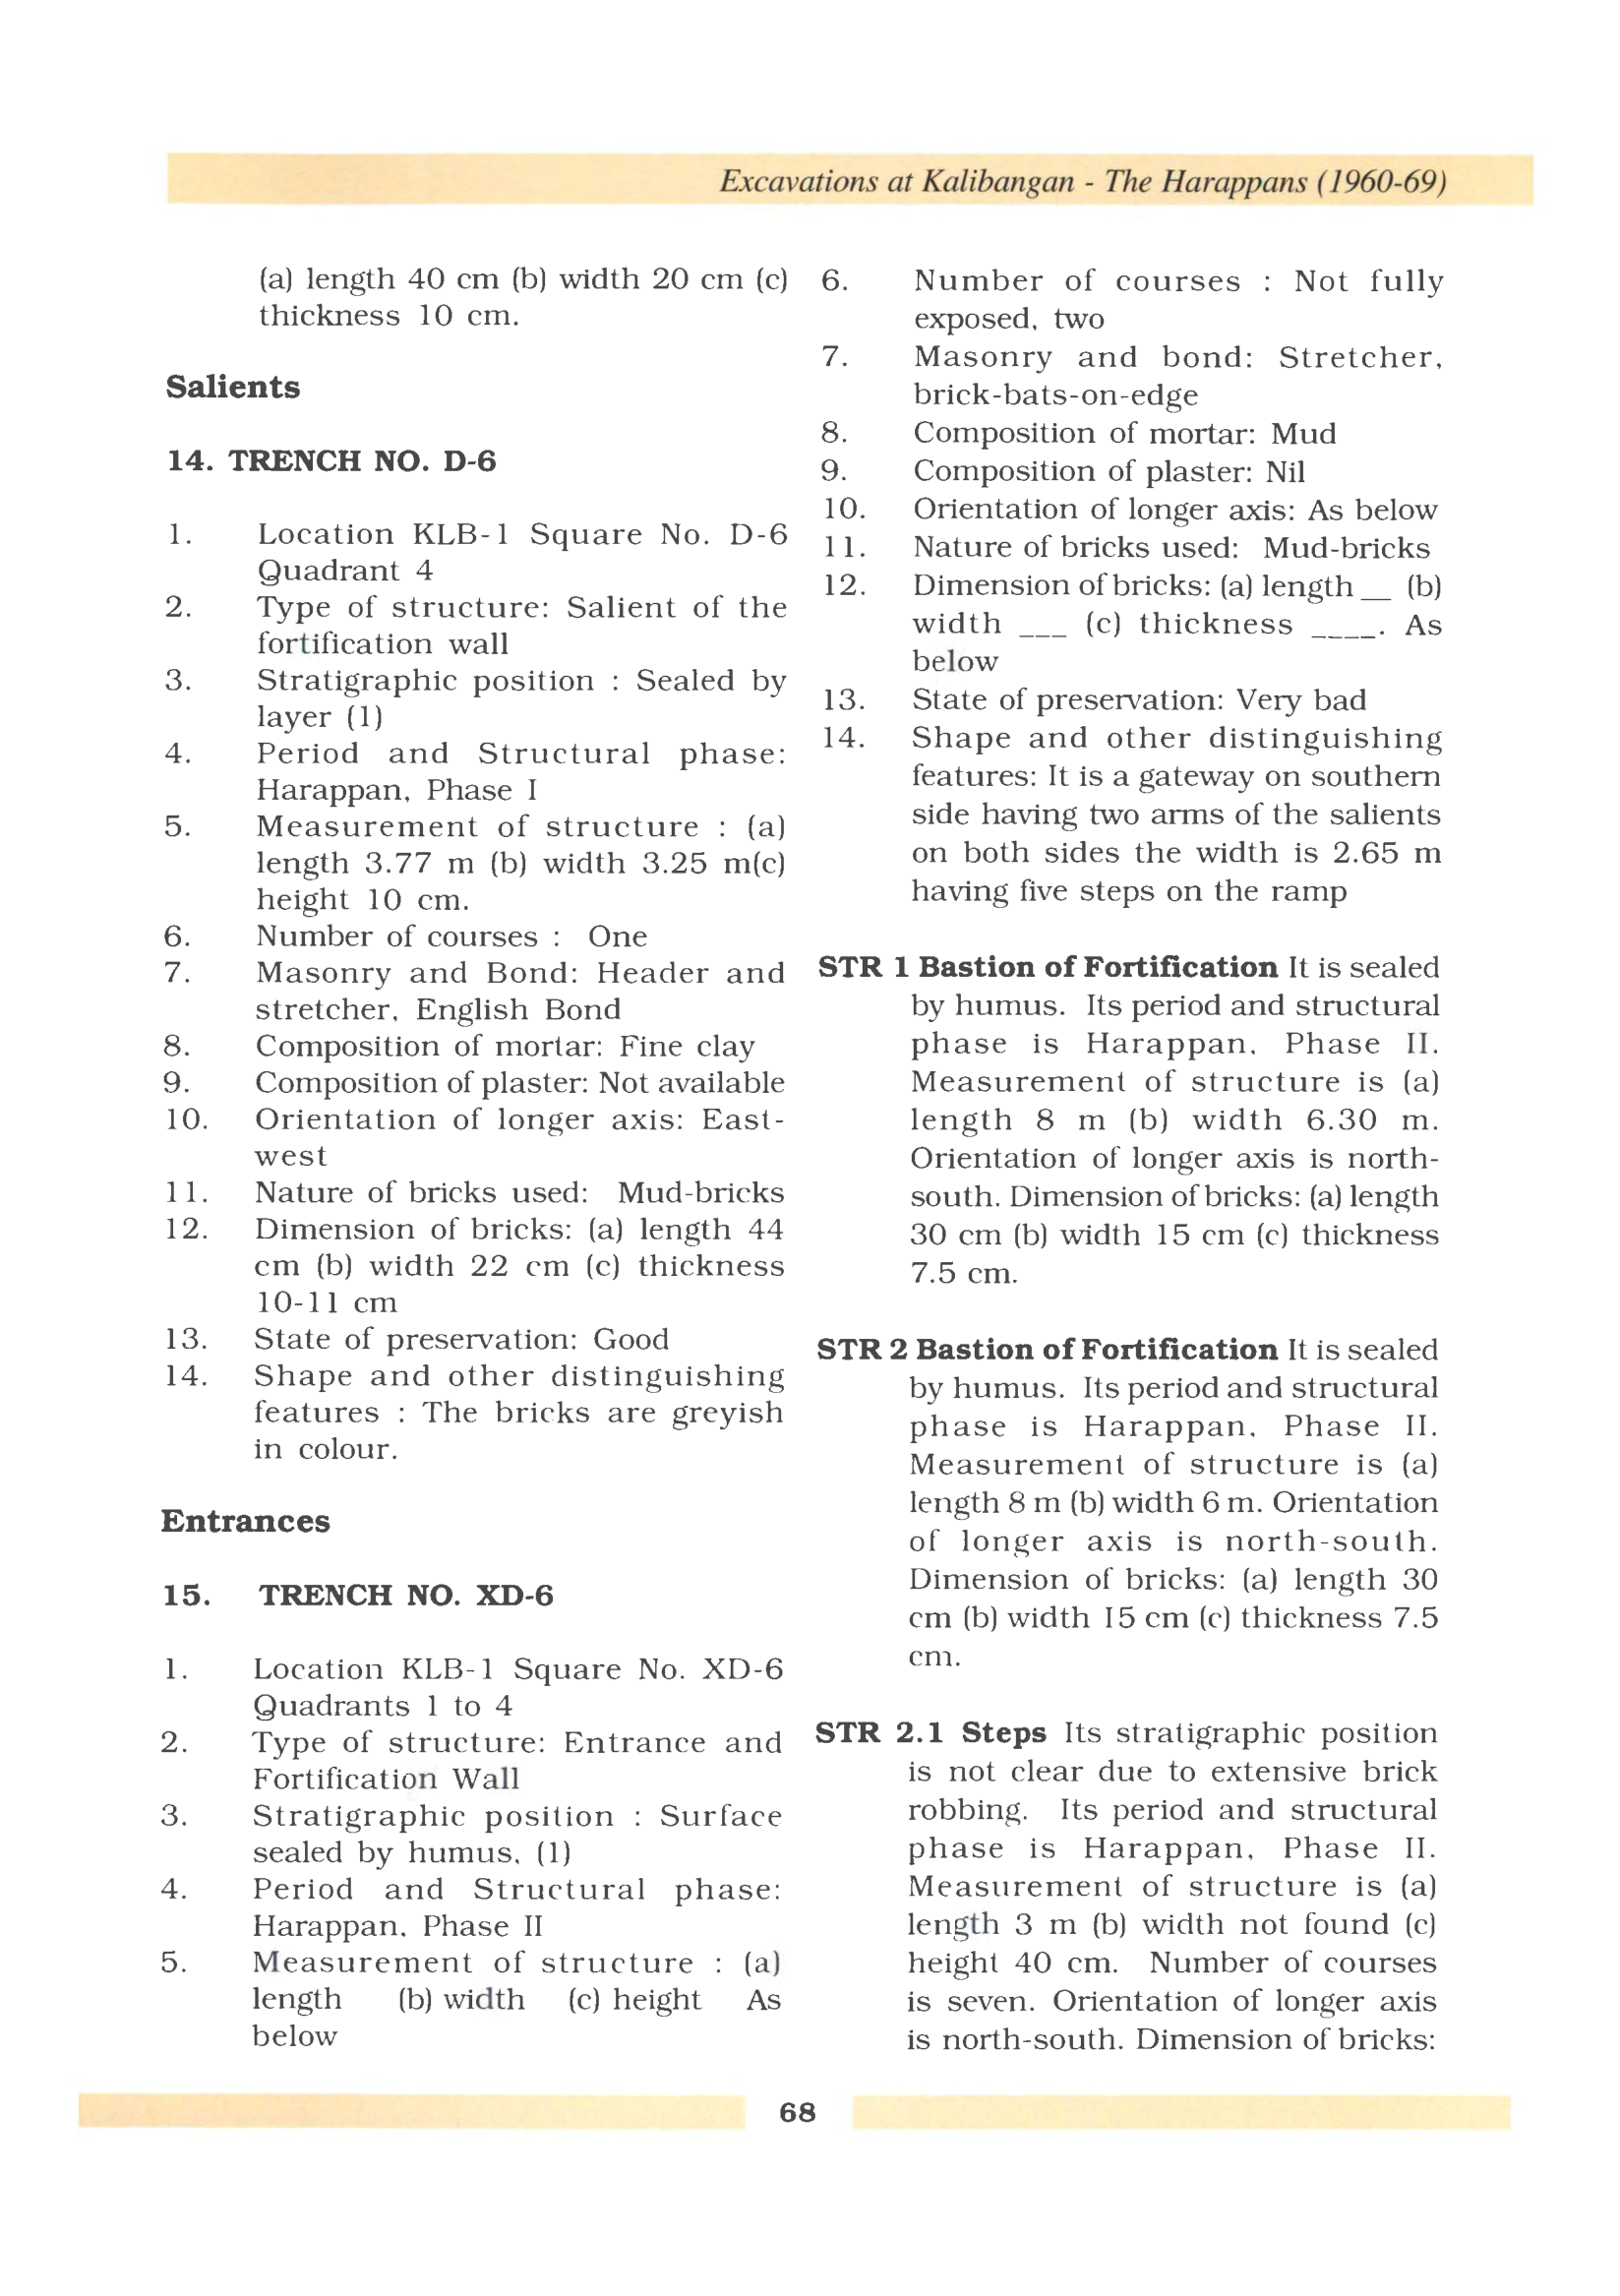 Excavations at Kalibangan - The Harappans (1960-69)
(a) length 40 cm (b) width 20 cm (c)
thickness 10 cm.
Salients
14. TRENCH NO. D-6
1. Location KLB-1 Square No. D-6
Quadrant 4
2. Type of structure: Salient of the
fortification wall
3. Stratigraphic position : Sealed by
layer (1)
4. Period and Structural phase:
Harappan, Phase I
5. Measurement of structure : (a)
length 3.77 m (b) width 3.25 m(c)
height 10 cm.
6. Number of courses : One
7. Masonry and Bond: Header and
stretcher, English Bond
8. Composition of mortar: Fine clay
9. Composition of plaster: Not available
10. Orientation of longer axis: East-
west
11. Nature of bricks used: Mud-bricks
12. Dimension of bricks: (a) length 44
cm (b) width 22 cm (c) thickness
10-11 cm
13. State of preservation: Good
14. Shape and other distinguishing
features : The bricks are greyish
in colour.
Entrances
15. TRENCH NO. XD-6
1. Location KLB-1 Square No. XD-6
Quadrants 1 to 4
2. Type of structure: Entrance and
Fortification Wall
3. Stratigraphic position : Surface
sealed by humus, (1)
4. Period and Structural phase:
Harappan, Phase II
5. Measurement of structure : (a)
length (b) width (c) height As
below
6. Number of courses : Not fully
exposed, two
7. Masonry and bond: Stretcher,
brick-bats-on-edge
8. Composition of mortar: Mud
9. Composition of plaster: Nil
10. Orientation of longer axis: As below
11. Nature of bricks used: Mud-bricks
12. Dimension of bricks: (a) length __ (b)
width ___ (c) thickness ____. As
below
13. State of preservation: Very bad
14. Shape and other distinguishing
features: It is a gateway on southern
side having two arms of the salients
on both sides the width is 2.65 m
having five steps on the ramp
STR 1 Bastion of Fortification It is sealed
by humus. Its period and structural
phase is Harappan, Phase II.
Measurement of structure is (a)
length 8 m (b) width 6.30 m.
Orientation of longer axis is north-
south. Dimension of bricks: (a) length
30 cm (b) width 15 cm (c) thickness
7.5 cm.
STR 2 Bastion of Fortification It is sealed
by humus. Its period and structural
phase is Harappan, Phase II.
Measurement of structure is (a)
length 8 m (b) width 6 m. Orientation
of longer axis is north-south.
Dimension of bricks: (a) length 30
cm (b) width 15 cm (c) thickness 7.5
cm.
STR 2.1 Steps Its stratigraphic position
is not clear due to extensive brick
robbing. Its period and structural
phase is Harappan, Phase II.
Measurement of structure is (a)
length 3 m (b) width not found (c)
height 40 cm. Number of courses
is seven. Orientation of longer axis
is north-south. Dimension of bricks:
68